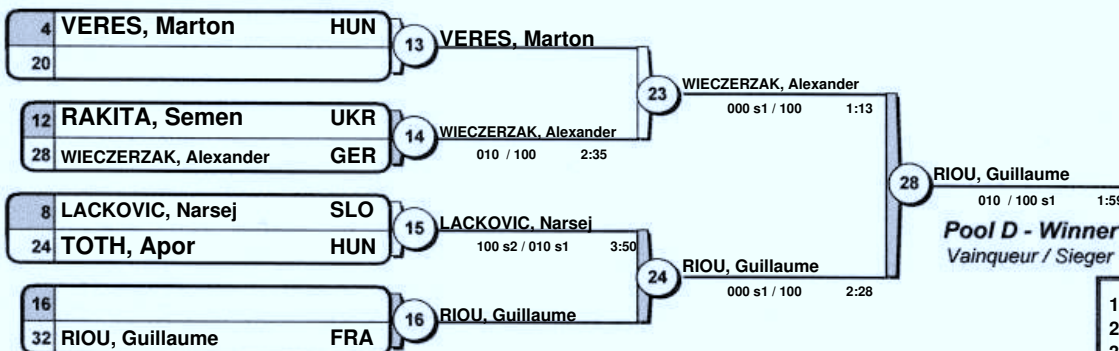 4 VERES, Marton HUN
20
13 VERES, Marton
12 RAKITA, Semen UKR
28 WIECZERZAK, Alexander GER
14 WIECZERZAK, Alexander
010 / 100 2:35
23 WIECZERZAK, Alexander
000 s1 / 100 1:13
8 LACKOVIC, Narsej SLO
24 TOTH, Apor HUN
15 LACKOVIC, Narsej
100 s2 / 010 s1 3:50
16
32 RIOU, Guillaume FRA
16 RIOU, Guillaume
24 RIOU, Guillaume
000 s1 / 100 2:28
28 RIOU, Guillaume
010 / 100 s1 1:59
Pool D - Winner
Vainqueur / Sieger
1
2